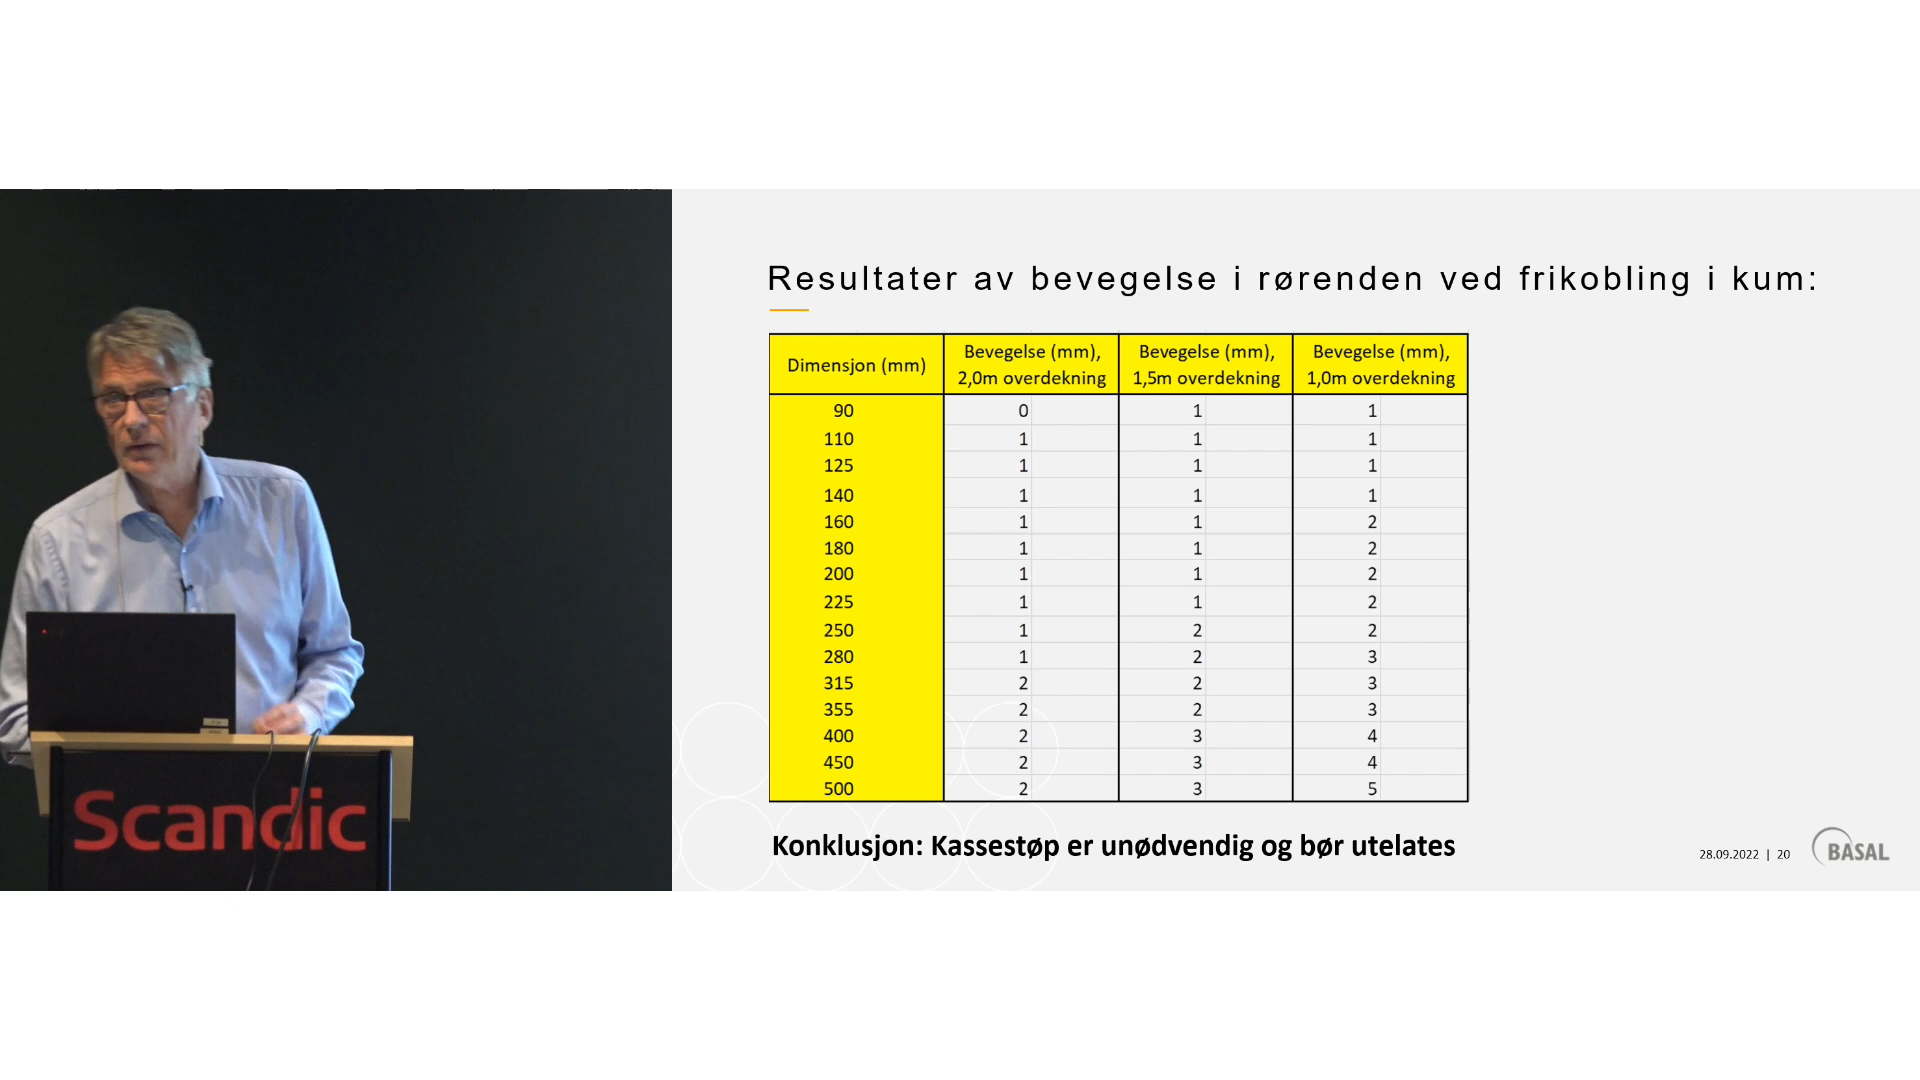 Resultater av bevegelse i rørenden ved frikobling i kum:
Dimensjon (mm) Bevegelse (mm), 2,0m overdekning Bevegelse (mm), 1,5m overdekning Bevegelse (mm), 1,0m overdekning
90 0 1 1
110 1 1 1
125 1 1 1
140 1 1 1
160 1 1 2
180 1 1 2
200 1 1 2
225 1 1 2
250 1 2 2
280 1 2 3
315 2 2 3
355 2 2 3
400 2 3 4
450 2 3 4
500 2 3 5
Konklusjon: Kassestøp er unødvendig og bør utelates
28.09.2022 | 20
BASAL
Scandic